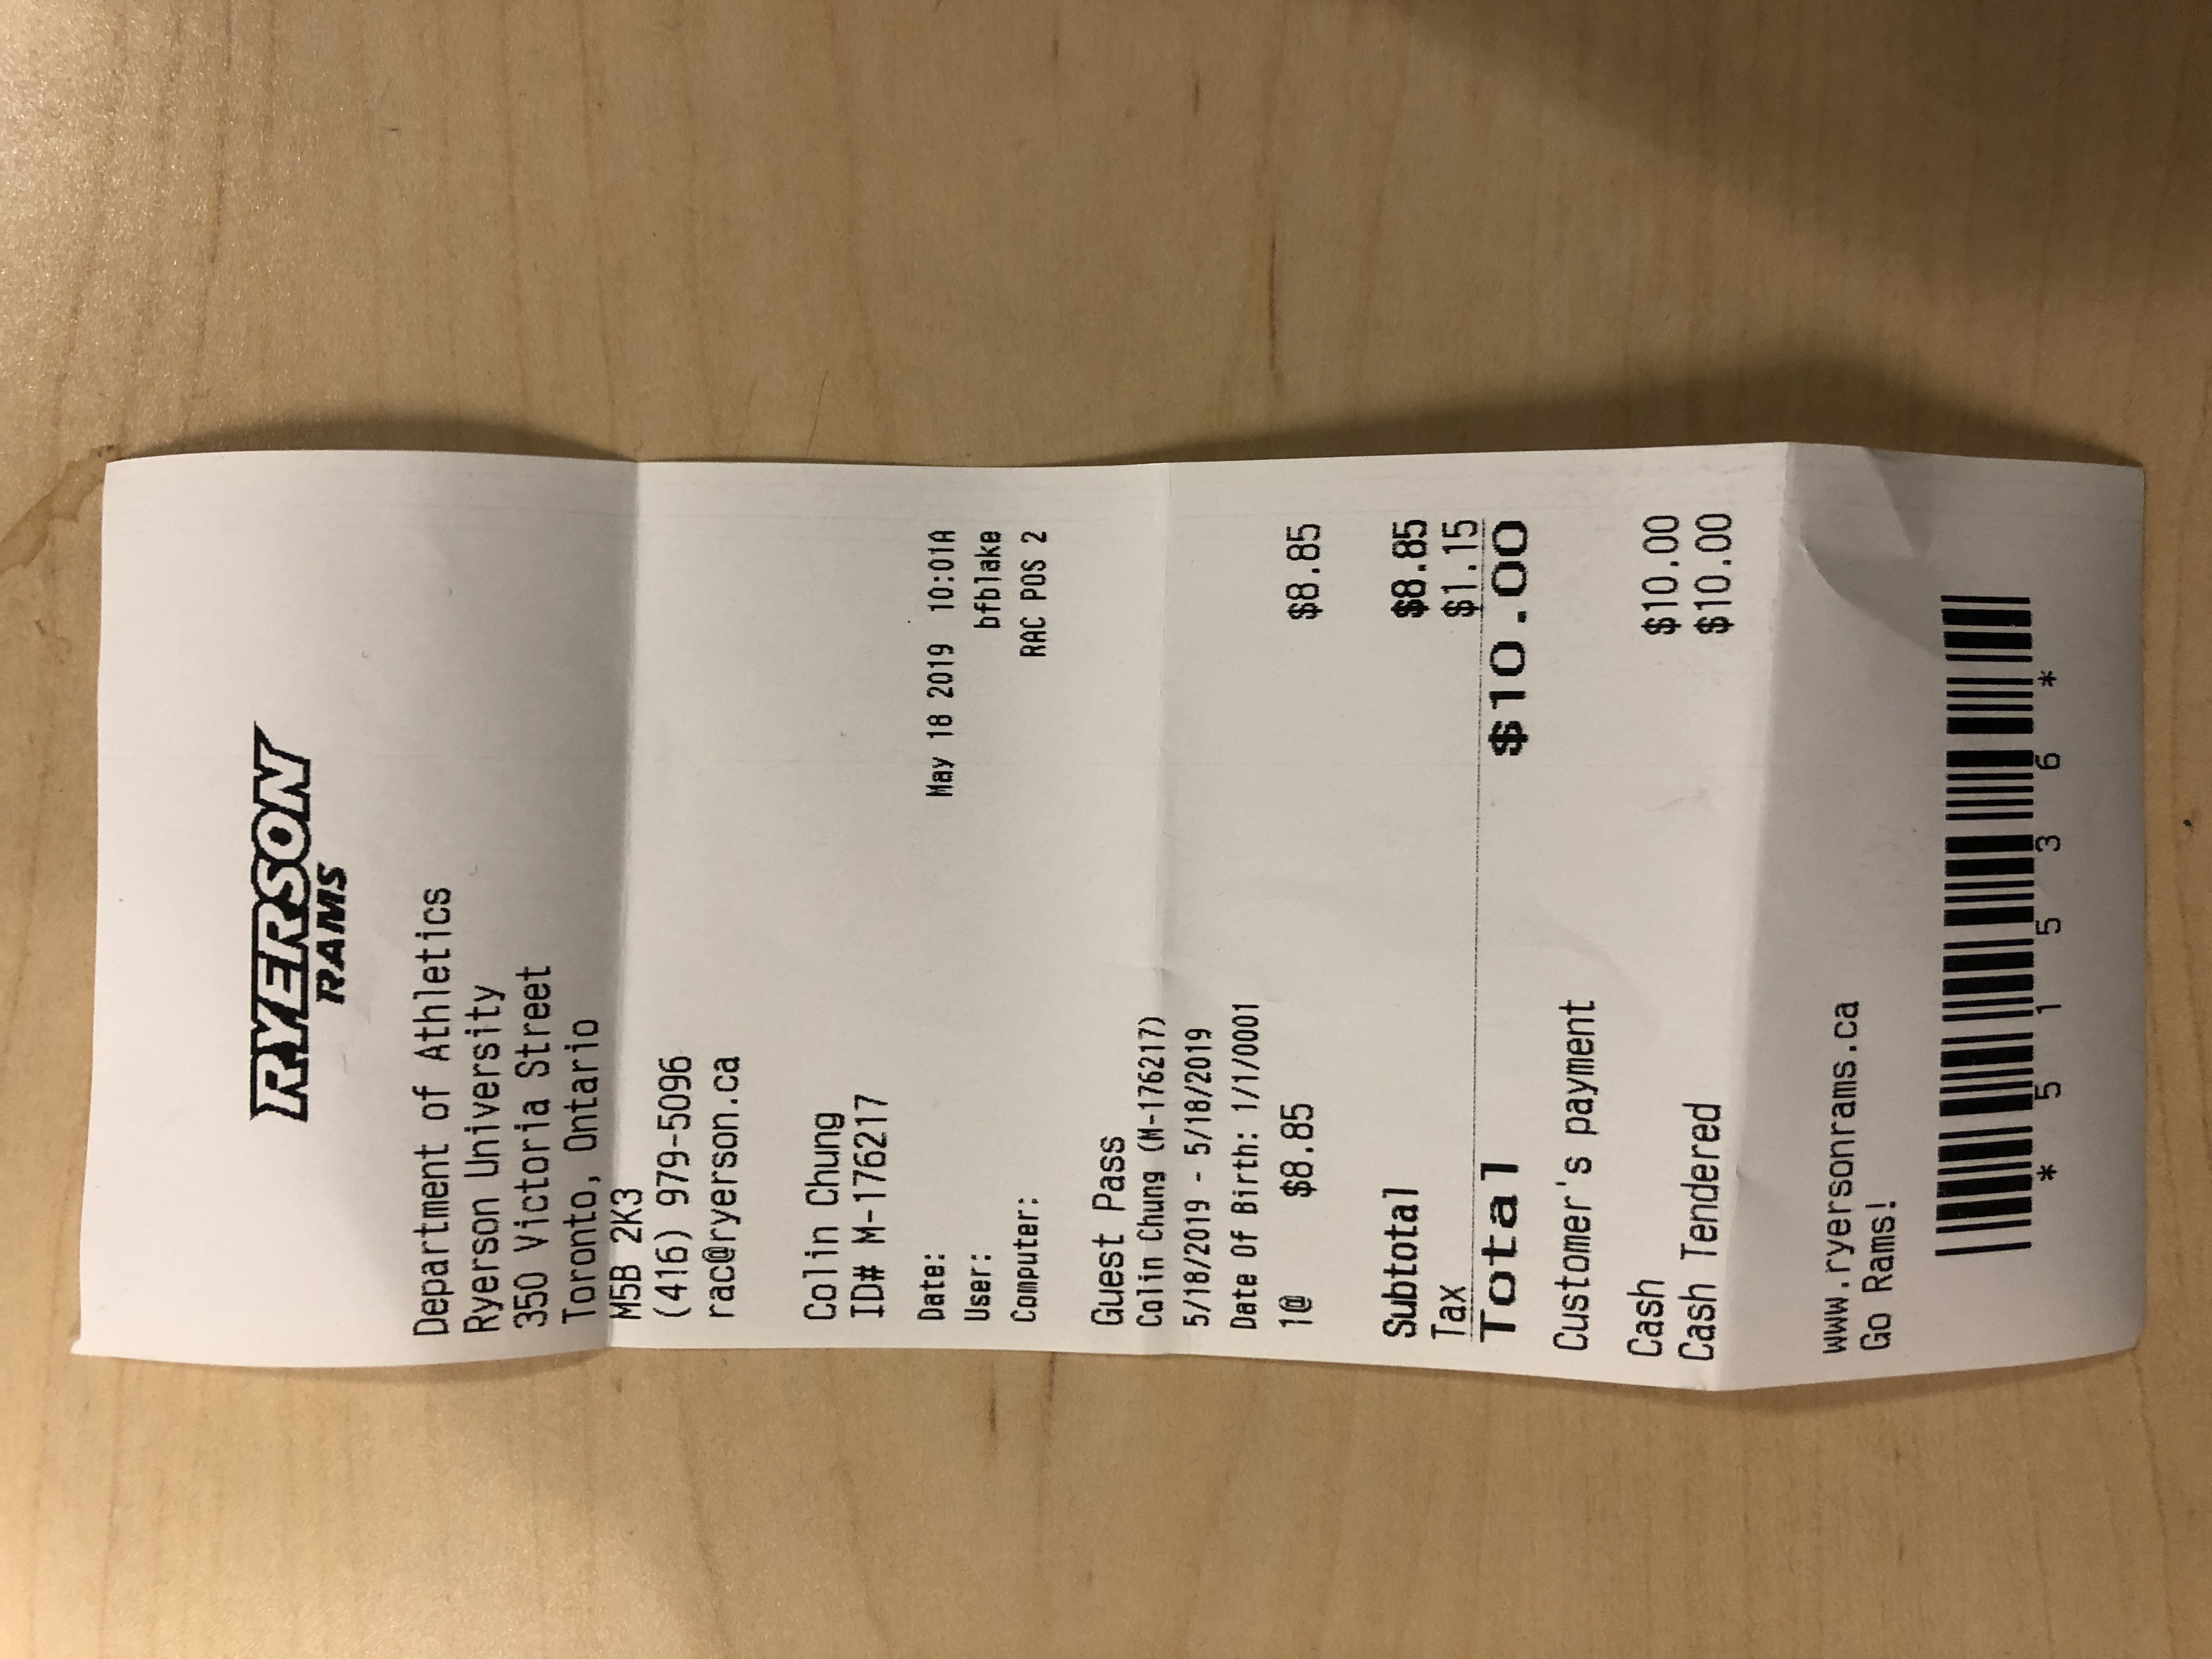 RYERSON
RAMS
Department of Athletics
Ryerson University
350 Victoria Street
Toronto, Ontario
M5B 2K3
(416) 979-5096
rac@ryerson.ca
Colin Chung
ID# M-176217
Date: May 18 2019 10:01A
User: bfblake
Computer: RAC POS 2
Guest Pass
Colin Chung (M-176217)
5/18/2019 - 5/18/2019
Date Of Birth: 1/1/0001
1@ $8.85 $8.85
Subtotal $8.85
Tax $1.15
Total $10.00
Customer's payment
Cash $10.00
Cash Tendered $10.00
www.ryersonrams.ca
Go Rams!
* 5 1 5 3 6 *